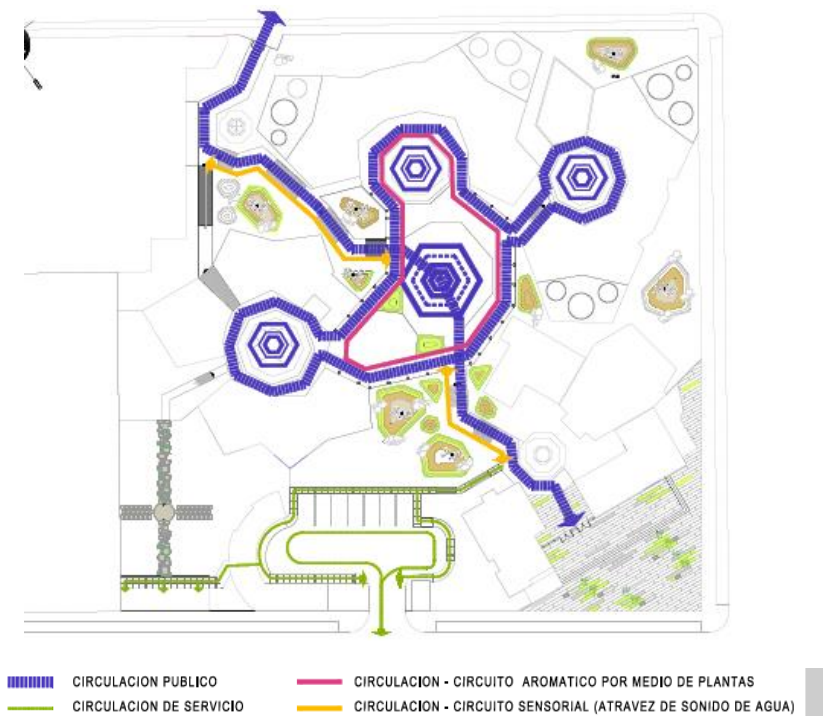 CIRCULACION PUBLICO
CIRCULACION - CIRCUITO AROMATICO POR MEDIO DE PLANTAS
CIRCULACION DE SERVICIO
CIRCULACION - CIRCUITO SENSORIAL (ATRAVEZ DE SONIDO DE AGUA)